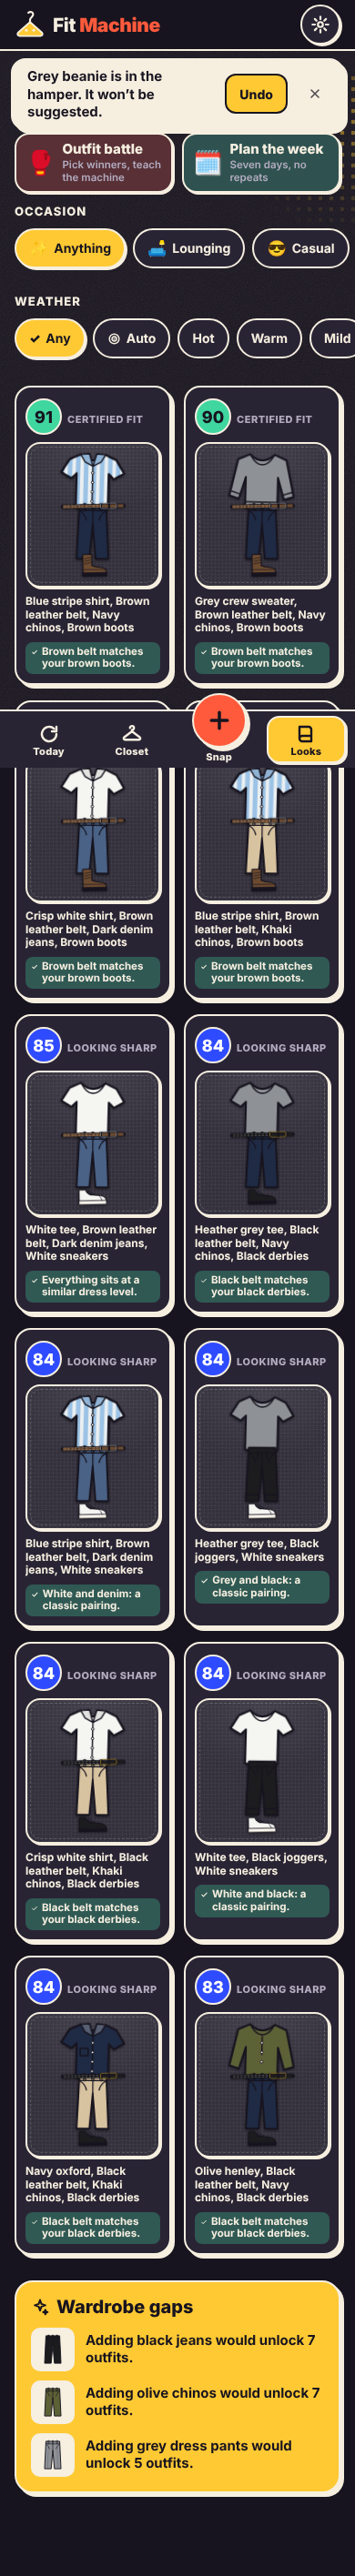 Fit Machine
Grey beanie is in the
hamper. It won't be
suggested.
Undo
Outfit battle
Pick winners, teach
the machine
Plan the week
Seven days, no
repeats
OCCASION
Anything
Lounging
Casual
WEATHER
Any
Auto
Hot
Warm
Mild
91 CERTIFIED FIT
Blue stripe shirt, Brown
leather belt, Navy
chinos, Brown boots
Brown belt matches
your brown boots.
90 CERTIFIED FIT
Grey crew sweater,
Brown leather belt, Navy
chinos, Brown boots
Brown belt matches
your brown boots.
Today
Closet
Snap
Looks
Crisp white shirt, Brown
leather belt, Dark denim
jeans, Brown boots
Brown belt matches
your brown boots.
Blue stripe shirt, Brown
leather belt, Khaki
chinos, Brown boots
Brown belt matches
your brown boots.
85 LOOKING SHARP
White tee, Brown leather
belt, Dark denim jeans,
White sneakers
Everything sits at a
similar dress level.
84 LOOKING SHARP
Heather grey tee, Black
leather belt, Navy
chinos, Black derbies
Black belt matches
your black derbies.
84 LOOKING SHARP
Blue stripe shirt, Brown
leather belt, Dark denim
jeans, White sneakers
White and denim: a
classic pairing.
84 LOOKING SHARP
Heather grey tee, Black
joggers, White sneakers
Grey and black: a
classic pairing.
84 LOOKING SHARP
Crisp white shirt, Black
leather belt, Khaki
chinos, Black derbies
Black belt matches
your black derbies.
84 LOOKING SHARP
White tee, Black joggers,
White sneakers
White and black: a
classic pairing.
84 LOOKING SHARP
Navy oxford, Black
leather belt, Khaki
chinos, Black derbies
Black belt matches
your black derbies.
83 LOOKING SHARP
Olive henley, Black
leather belt, Navy
chinos, Black derbies
Black belt matches
your black derbies.
Wardrobe gaps
Adding black jeans would unlock 7
outfits.
Adding olive chinos would unlock 7
outfits.
Adding grey dress pants would
unlock 5 outfits.